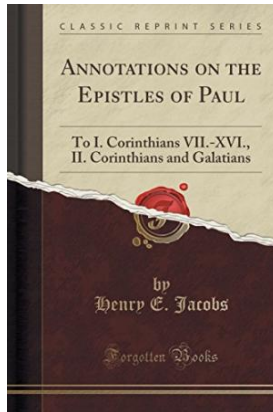 CLASSIC REPRINT SERIES
ANNOTATIONS ON THE
EPISTLES OF PAUL
To I. Corinthians VII.-XVI.,
II. Corinthians and Galatians
by
Henry E. Jacobs
Forgotten Books